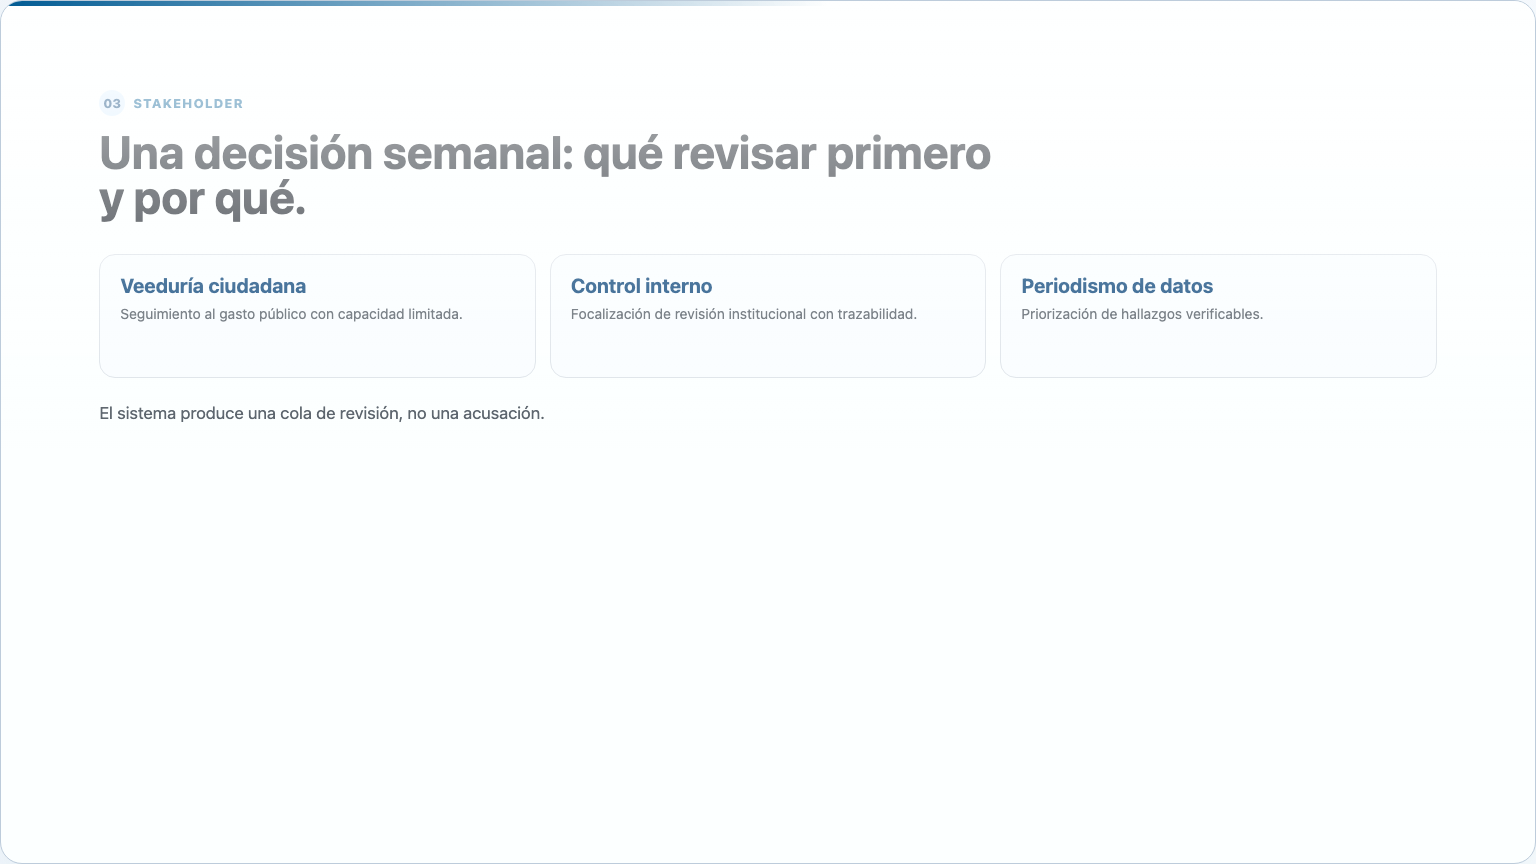 03 STAKEHOLDER
Una decisión semanal: qué revisar primero
y por qué.
Veeduría ciudadana
Seguimiento al gasto público con capacidad limitada.
Control interno
Focalización de revisión institucional con trazabilidad.
Periodismo de datos
Priorización de hallazgos verificables.
El sistema produce una cola de revisión, no una acusación.